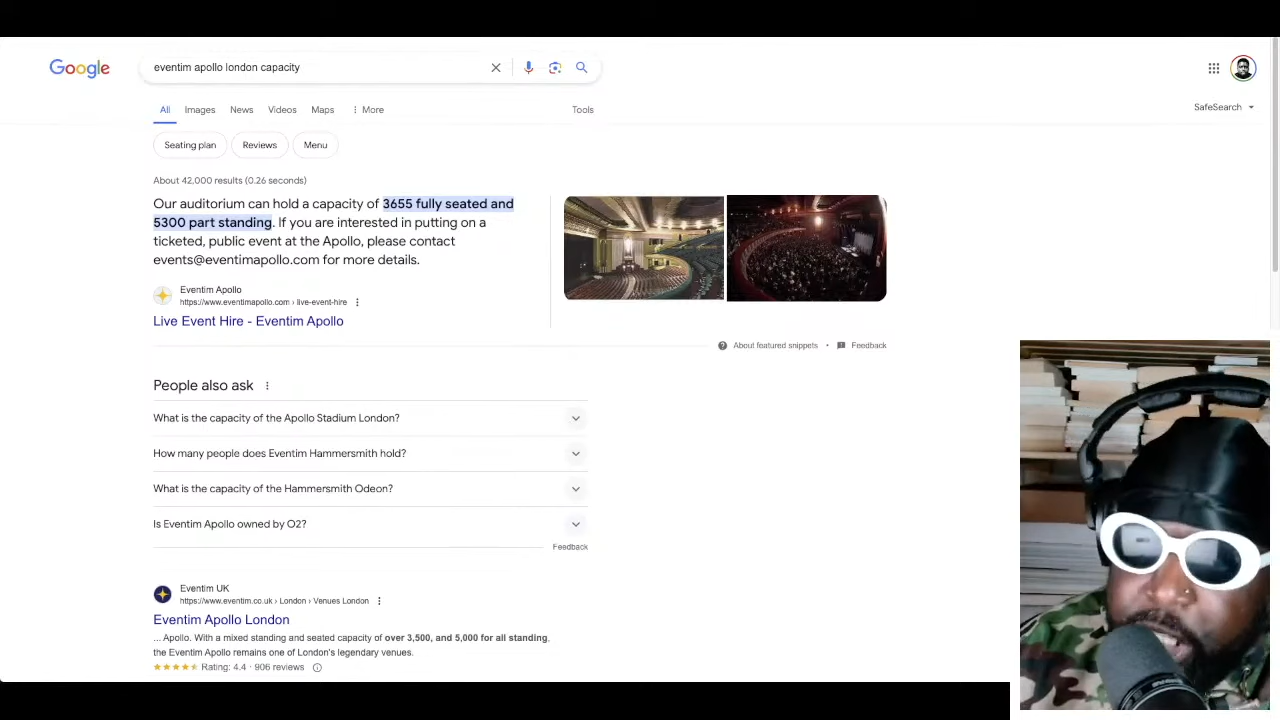 Google
eventim apollo london capacity
All Images News Videos Maps More Tools
SafeSearch
Seating plan Reviews Menu
About 42,000 results (0.26 seconds)
Our auditorium can hold a capacity of 3655 fully seated and
5300 part standing. If you are interested in putting on a
ticketed, public event at the Apollo, please contact
events@eventimapollo.com for more details.
Eventim Apollo
https://www.eventimapollo.com › live-event-hire
Live Event Hire - Eventim Apollo
About featured snippets • Feedback
People also ask
What is the capacity of the Apollo Stadium London?
How many people does Eventim Hammersmith hold?
What is the capacity of the Hammersmith Odeon?
Is Eventim Apollo owned by O2?
Feedback
Eventim UK
https://www.eventim.co.uk › London › Venues London
Eventim Apollo London
... Apollo. With a mixed standing and seated capacity of over 3,500, and 5,000 for all standing,
the Eventim Apollo remains one of London's legendary venues.
Rating: 4.4 · 906 reviews